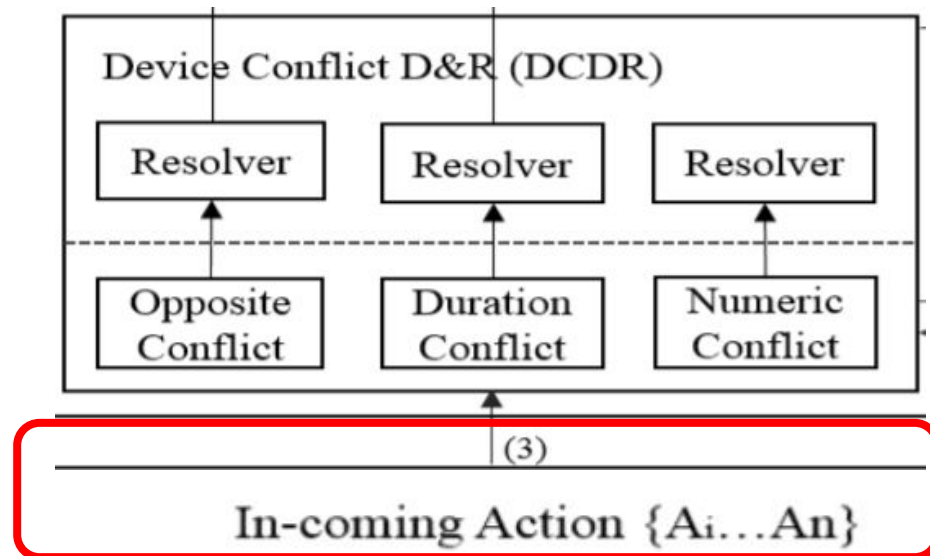 Device Conflict D&R (DCDR)
Resolver
Resolver
Resolver
Opposite
Conflict
Duration
Conflict
Numeric
Conflict
(3)
In-coming Action {Ai…An}